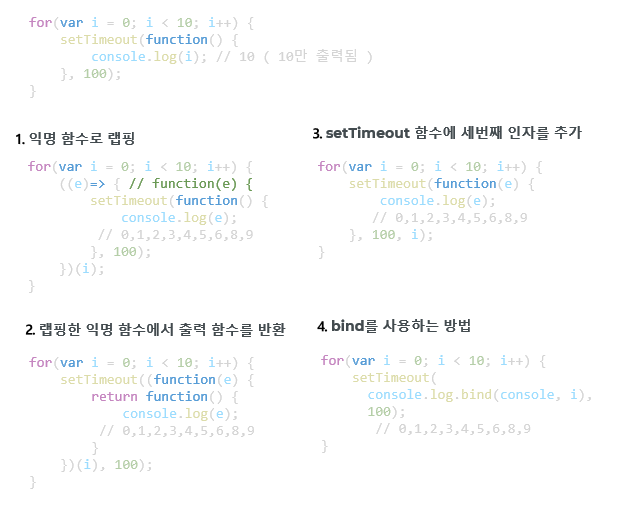 for(var i = 0; i < 10; i++) {
    setTimeout(function() {
        console.log(i); // 10 ( 10만 출력됨 )
    }, 100);
}
1. 익명 함수로 랩핑
for(var i = 0; i < 10; i++) {
    ((e)=> { // function(e) {
        setTimeout(function() {
            console.log(e);
         // 0,1,2,3,4,5,6,8,9
        }, 100);
    })(i);
}
2. 랩핑한 익명 함수에서 출력 함수를 반환
for(var i = 0; i < 10; i++) {
    setTimeout((function(e) {
        return function() {
            console.log(e);
         // 0,1,2,3,4,5,6,8,9
        }
    })(i), 100);
}
3. setTimeout 함수에 세번째 인자를 추가
for(var i = 0; i < 10; i++) {
    setTimeout(function(e) {
        console.log(e);
       // 0,1,2,3,4,5,6,8,9
    }, 100, i);
}
4. bind를 사용하는 방법
for(var i = 0; i < 10; i++) {
    setTimeout(
      console.log.bind(console, i),
      100);
       // 0,1,2,3,4,5,6,8,9
}